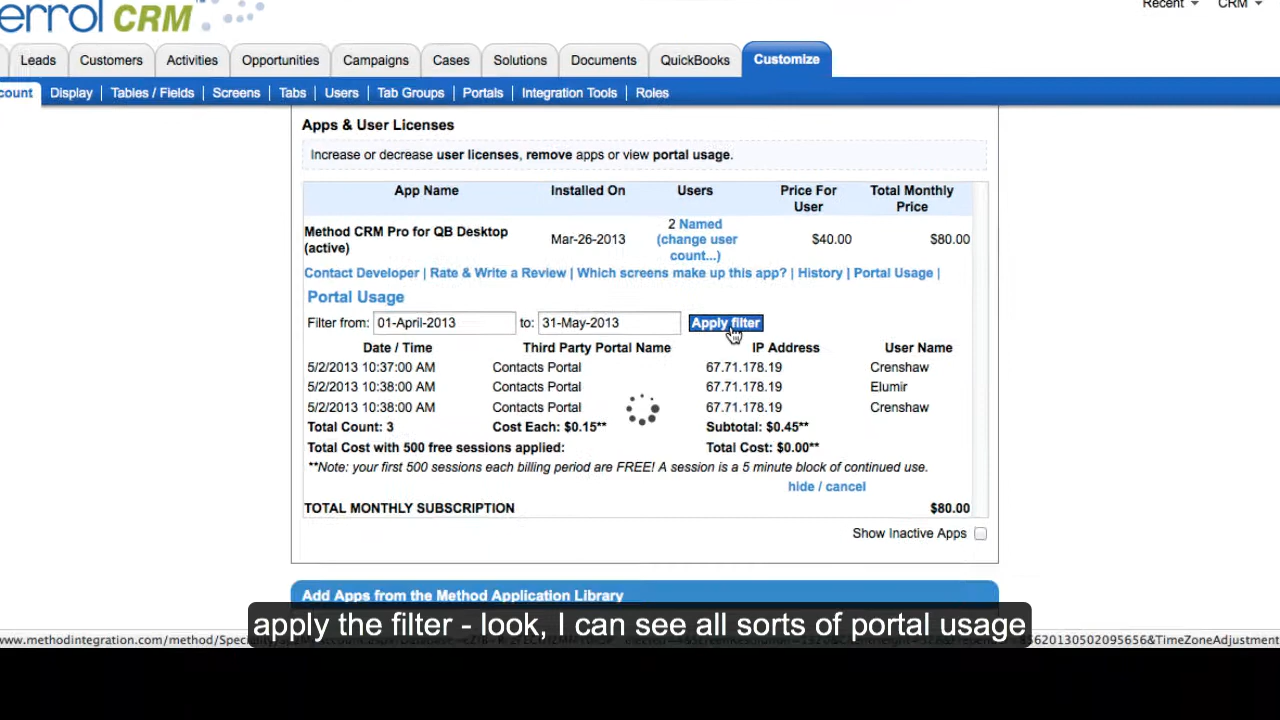 errol CRM
Recent CRM
Leads Customers Activities Opportunities Campaigns Cases Solutions Documents QuickBooks Customize
count Display | Tables / Fields | Screens | Tabs | Users | Tab Groups | Portals | Integration Tools | Roles
Apps & User Licenses
Increase or decrease user licenses, remove apps or view portal usage.
App Name Installed On Users Price For User Total Monthly Price
Method CRM Pro for QB Desktop (active) Mar-26-2013 2 Named (change user count...) $40.00 $80.00
Contact Developer | Rate & Write a Review | Which screens make up this app? | History | Portal Usage |
Portal Usage
Filter from: 01-April-2013 to: 31-May-2013 Apply filter
Date / Time Third Party Portal Name IP Address User Name
5/2/2013 10:37:00 AM Contacts Portal 67.71.178.19 Crenshaw
5/2/2013 10:38:00 AM Contacts Portal 67.71.178.19 Elumir
5/2/2013 10:38:00 AM Contacts Portal 67.71.178.19 Crenshaw
Total Count: 3 Cost Each: $0.15** Subtotal: $0.45**
Total Cost with 500 free sessions applied: Total Cost: $0.00**
**Note: your first 500 sessions each billing period are FREE! A session is a 5 minute block of continued use.
hide / cancel
TOTAL MONTHLY SUBSCRIPTION $80.00
Show Inactive Apps
Add Apps from the Method Application Library
apply the filter - look, I can see all sorts of portal usage
www.methodintegration.com/method/Speci 5620130502095656&TimeZoneAdjustment